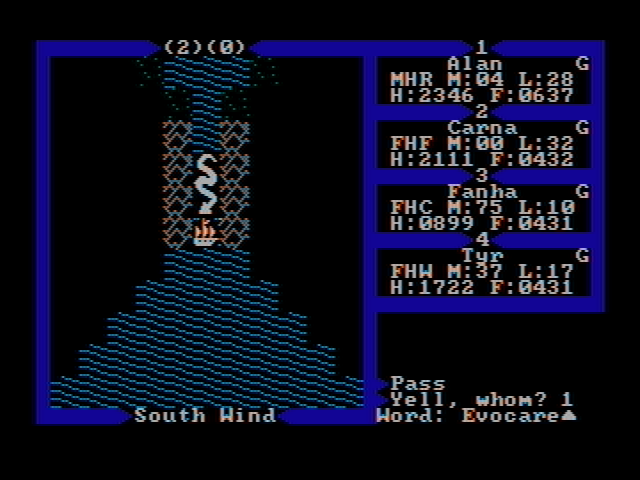 (2)(0)
1
Alan G
MHR M:04 L:28
H:2346 F:0637
2
Carna G
FHF M:00 L:32
H:2111 F:0432
3
Fanha G
FHC M:75 L:10
H:0899 F:0431
4
Tyr G
FHW M:37 L:17
H:1722 F:0431
Pass
Yell, whom? 1
Word: Evocare
South Wind